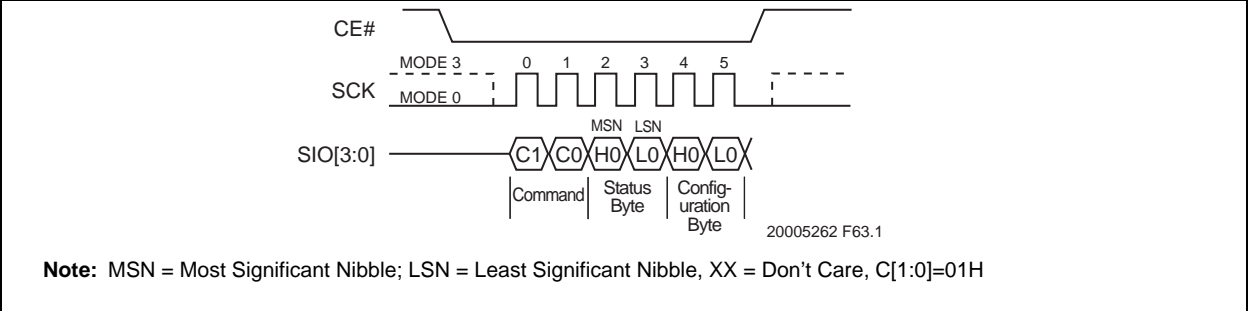 CE#
MODE 3
0 1 2 3 4 5
SCK
MODE 0
MSN LSN
SIO[3:0]
C1 C0 H0 L0 H0 L0
Command
Status
Byte
Config-
uration
Byte
20005262 F63.1
Note: MSN = Most Significant Nibble; LSN = Least Significant Nibble, XX = Don't Care, C[1:0]=01H